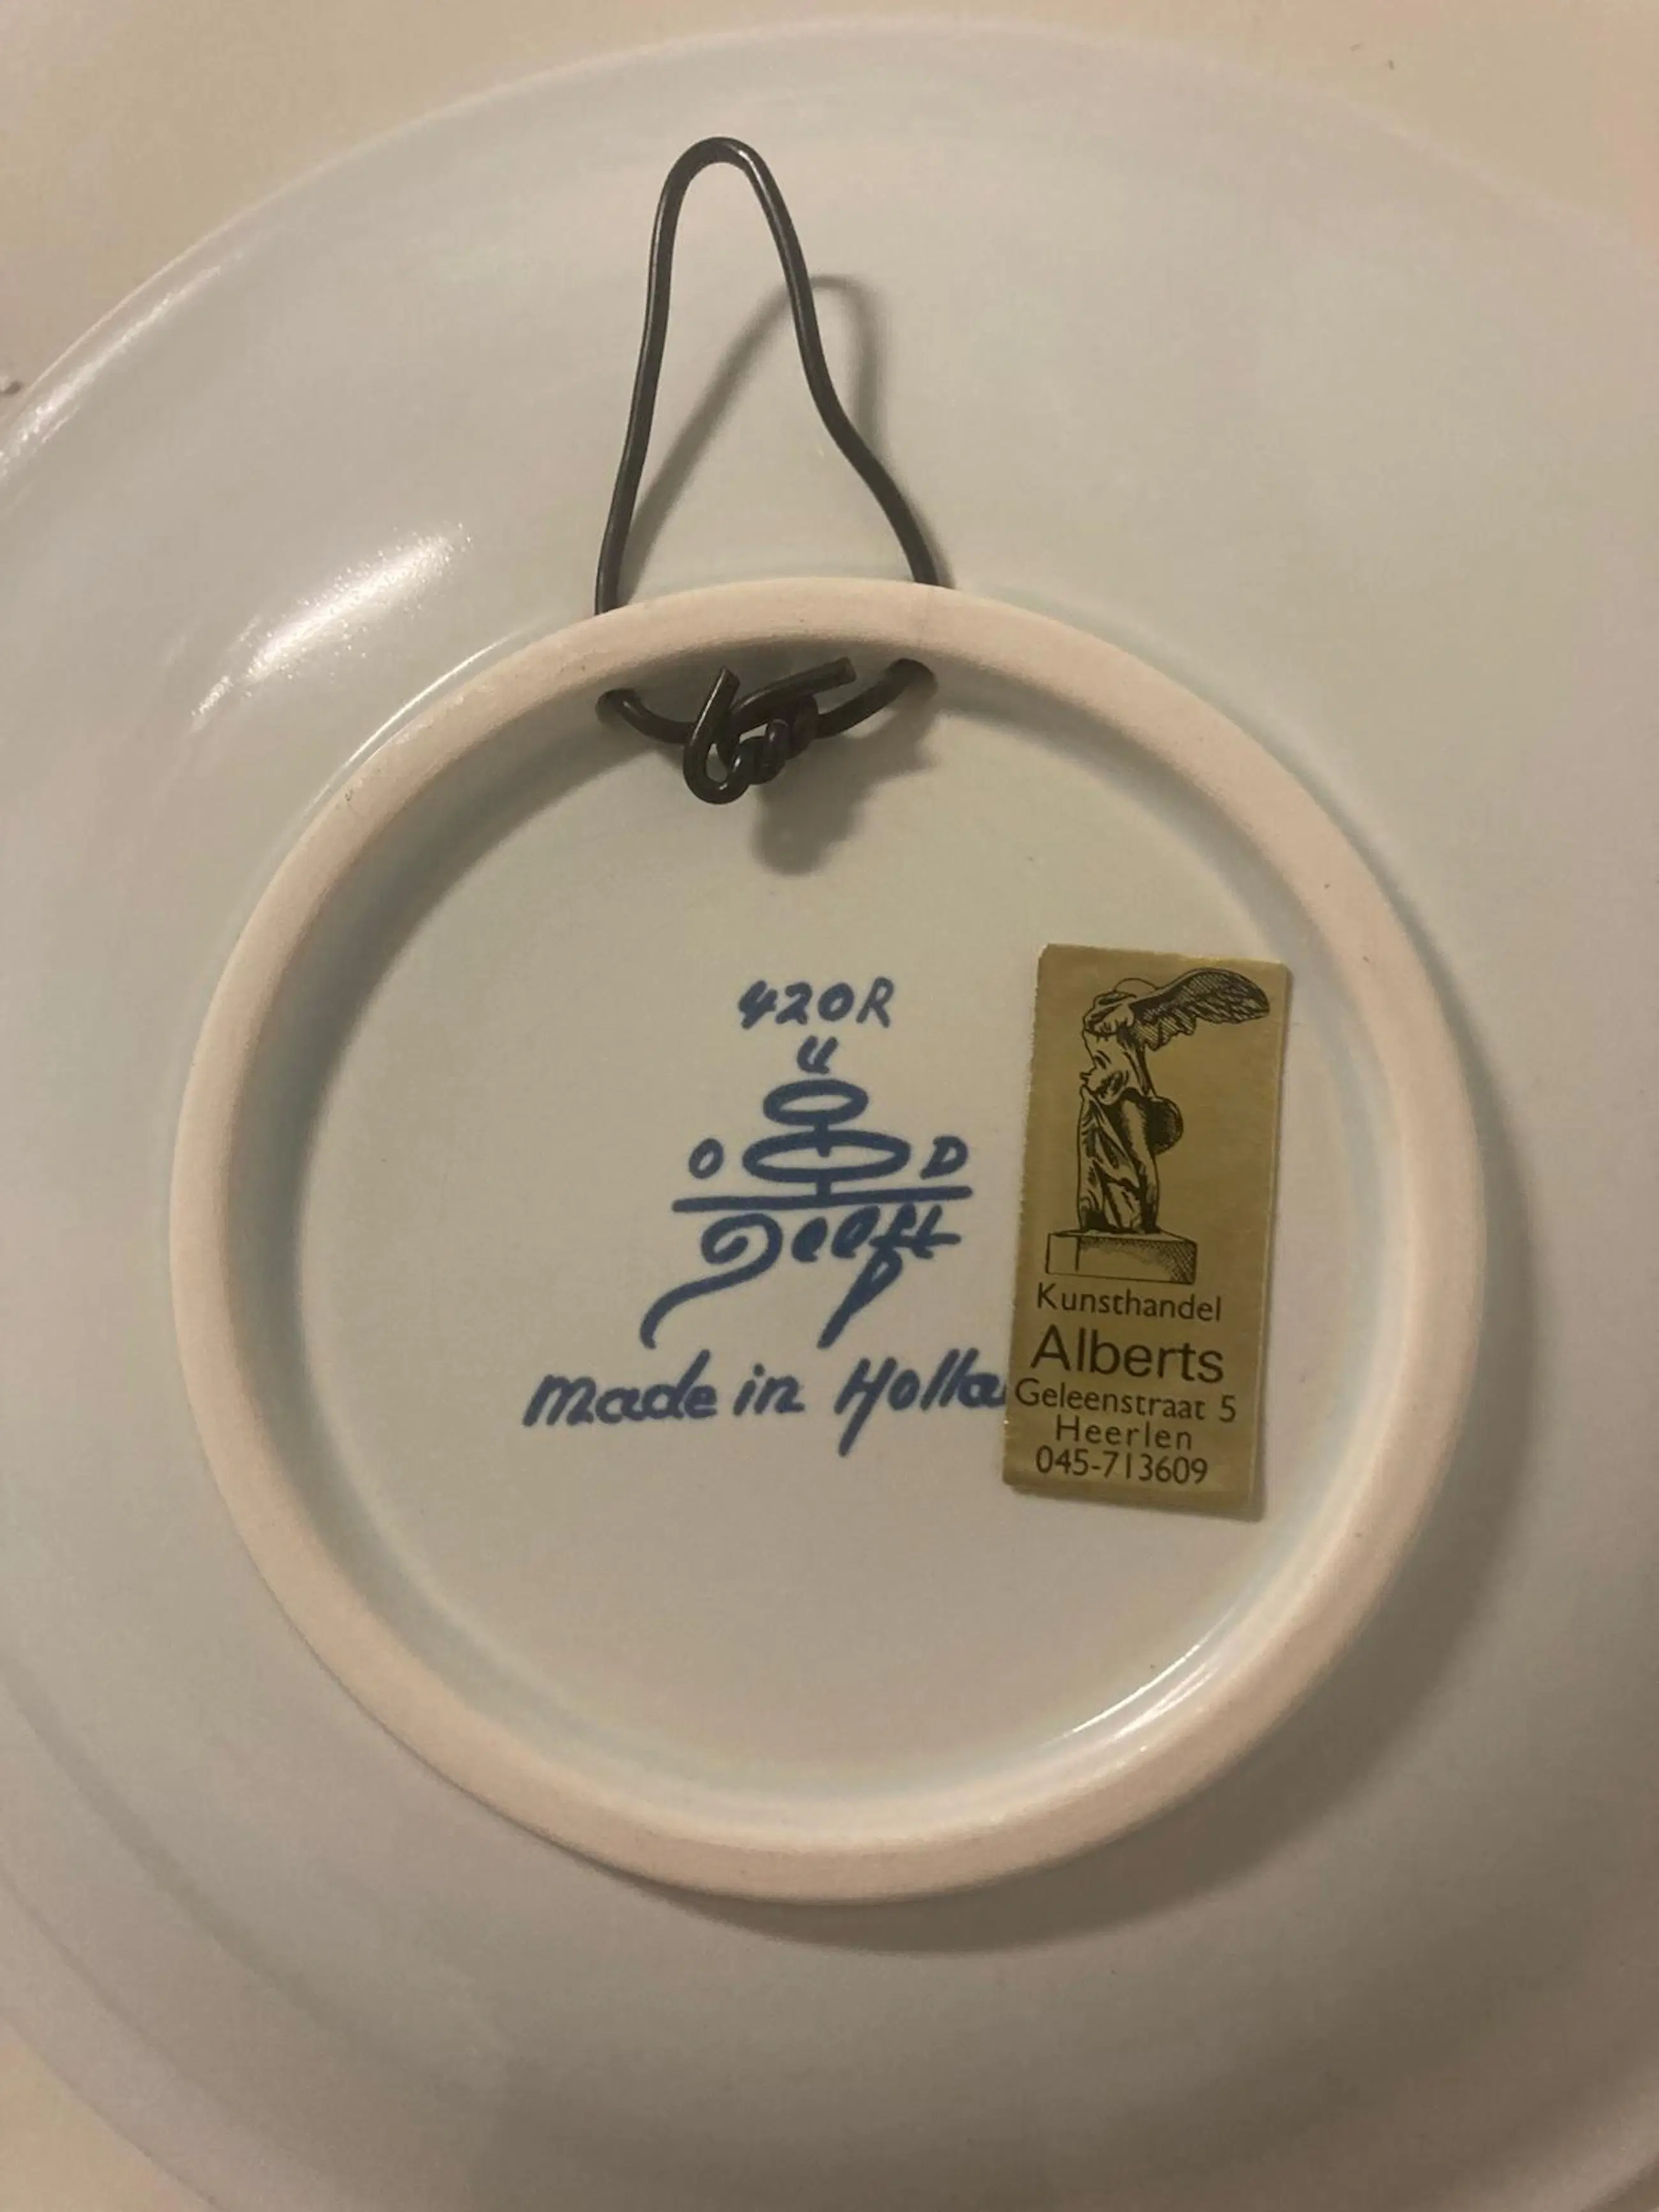 420R
u
O D
Delft
P
made in Holla
Kunsthandel
Alberts
Geleenstraat 5
Heerlen
045-713609